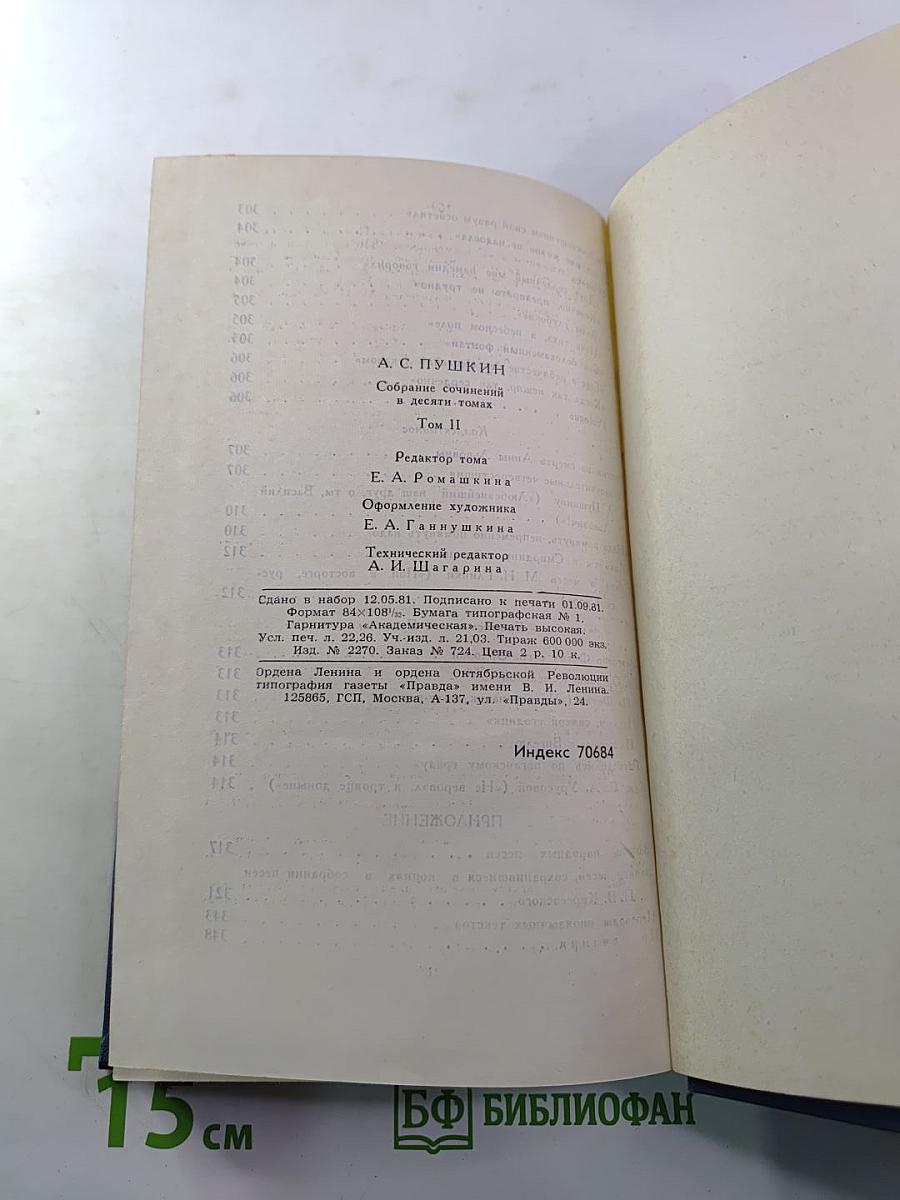 А. С. ПУШКИН
Собрание сочинений
в десяти томах
Том II
Редактор тома
Е. А. Ромашкина
Оформление художника
Е. А. Ганнушкина
Технический редактор
А. И. Шагарина
Сдано в набор 12.05.81. Подписано к печати 01.09.81.
Формат 84×108¹/₃₂. Бумага типографская № 1.
Гарнитура «Академическая». Печать высокая.
Усл. печ. л. 22,26. Уч.-изд. л. 21,03. Тираж 600 000 экз.
Изд. № 2270. Заказ № 724. Цена 2 р. 10 к.
Ордена Ленина и ордена Октябрьской Революции
типография газеты «Правда» имени В. И. Ленина.
125865, ГСП, Москва, А-137, ул. «Правды», 24.
Индекс 70684
15 см
БФ БИБЛИОФАН